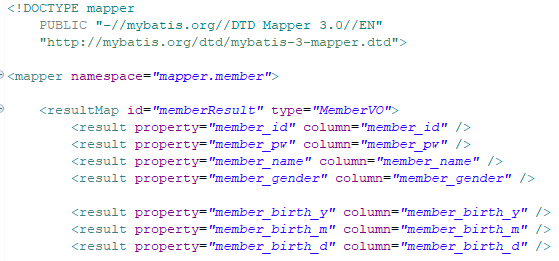 <!DOCTYPE mapper
PUBLIC "-//mybatis.org//DTD Mapper 3.0//EN"
"http://mybatis.org/dtd/mybatis-3-mapper.dtd">
<mapper namespace="mapper.member">
<resultMap id="memberResult" type="MemberVO">
<result property="member_id" column="member_id" />
<result property="member_pw" column="member_pw" />
<result property="member_name" column="member_name" />
<result property="member_gender" column="member_gender" />
<result property="member_birth_y" column="member_birth_y" />
<result property="member_birth_m" column="member_birth_m" />
<result property="member_birth_d" column="member_birth_d" />